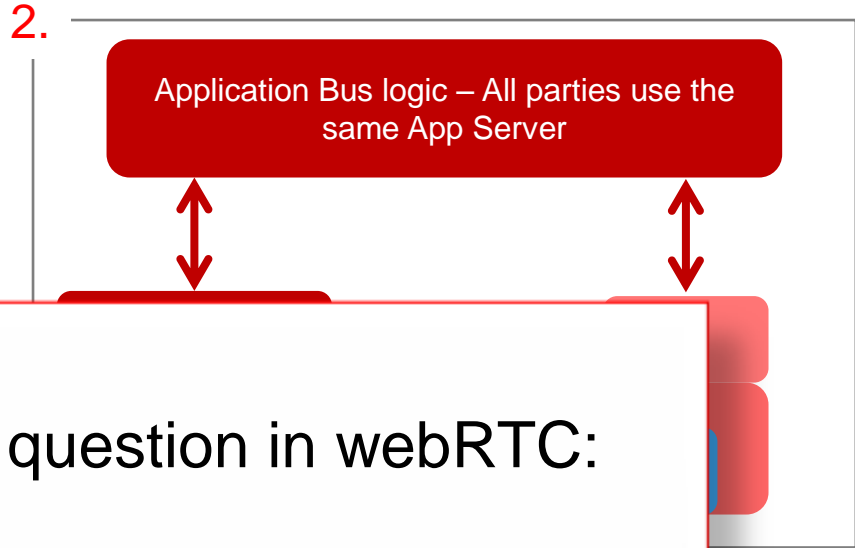 2.
Application Bus logic – All parties use the
same App Server
question in webRTC: